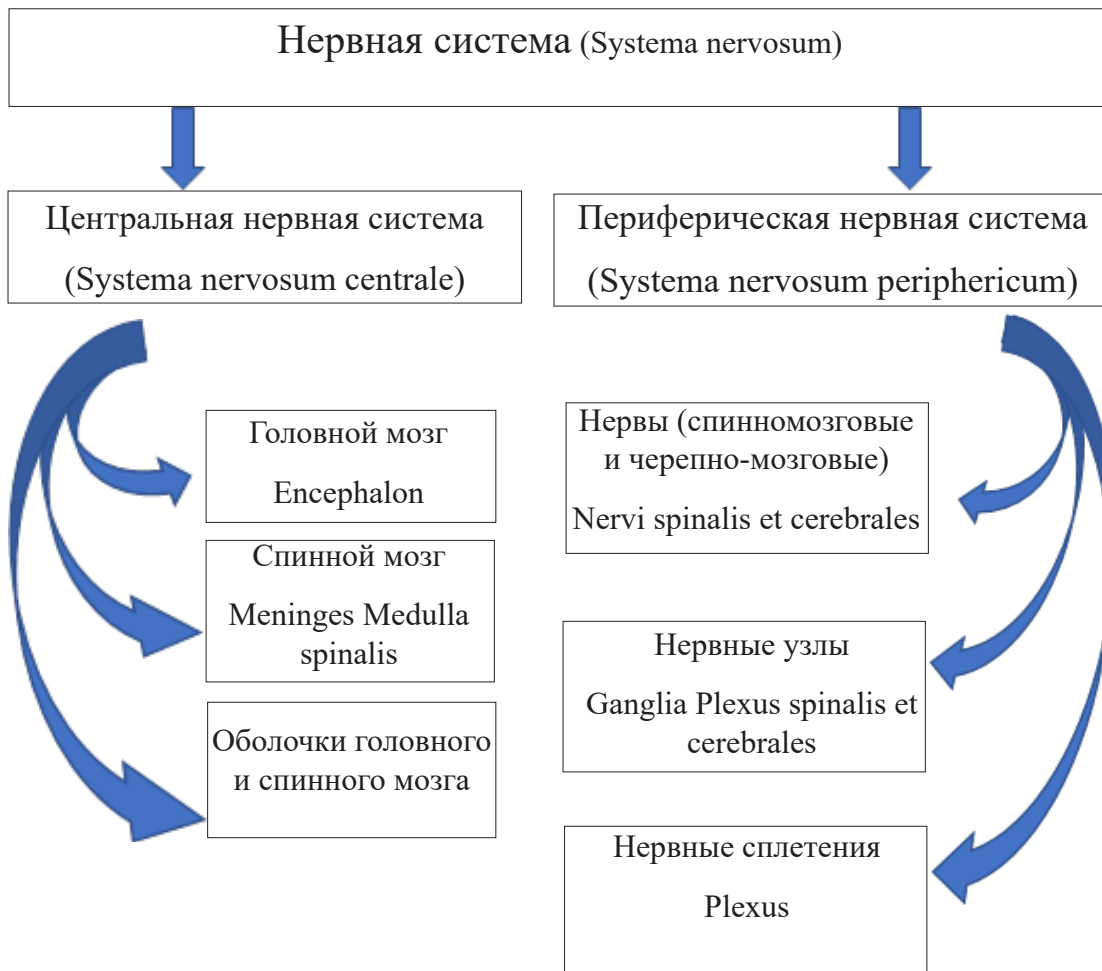 Нервная система (Systema nervosum)
Центральная нервная система
(Systema nervosum centrale)
Периферическая нервная система
(Systema nervosum periphericum)
Головной мозг
Encephalon
Спинной мозг
Meninges Medulla
spinalis
Оболочки головного
и спинного мозга
Нервы (спинномозговые
и черепно-мозговые)
Nervi spinalis et cerebrales
Нервные узлы
Ganglia Plexus spinalis et
cerebrales
Нервные сплетения
Plexus